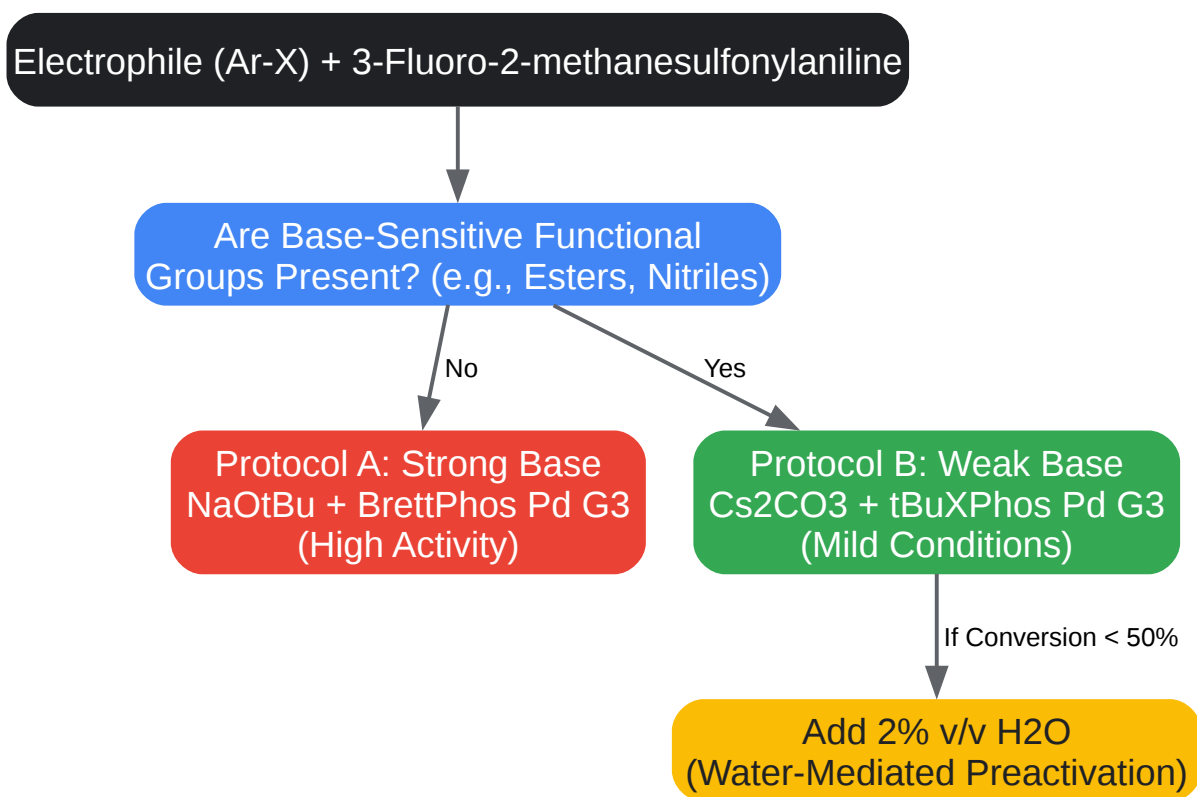 Electrophile (Ar-X) + 3-Fluoro-2-methanesulfonylaniline
Are Base-Sensitive Functional
Groups Present? (e.g., Esters, Nitriles)
No
Yes
Protocol A: Strong Base
NaOtBu + BrettPhos Pd G3
(High Activity)
Protocol B: Weak Base
Cs2CO3 + tBuXPhos Pd G3
(Mild Conditions)
If Conversion < 50%
Add 2% v/v H2O
(Water-Mediated Preactivation)